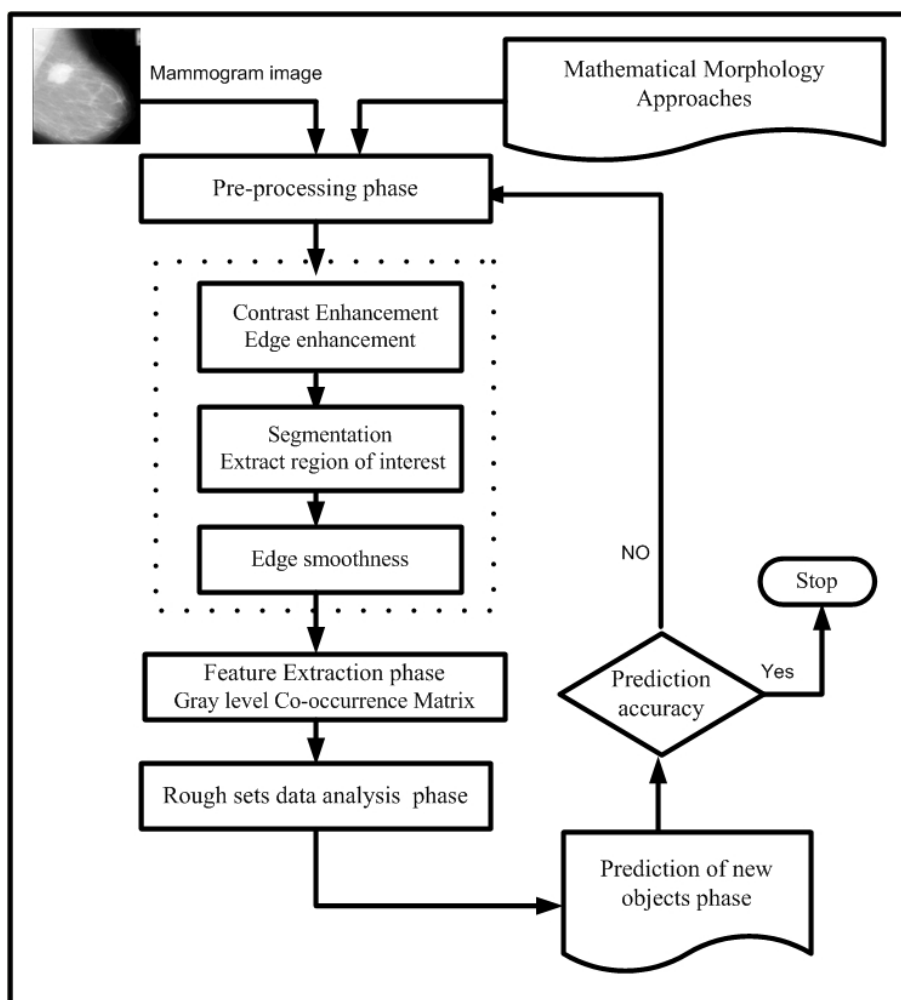 Mammogram image
Mathematical Morphology
Approaches
Pre-processing phase
Contrast Enhancement
Edge enhancement
Segmentation
Extract region of interest
Edge smoothness
NO
Stop
Feature Extraction phase
Gray level Co-occurrence Matrix
Prediction
accuracy
Yes
Rough sets data analysis phase
Prediction of new
objects phase